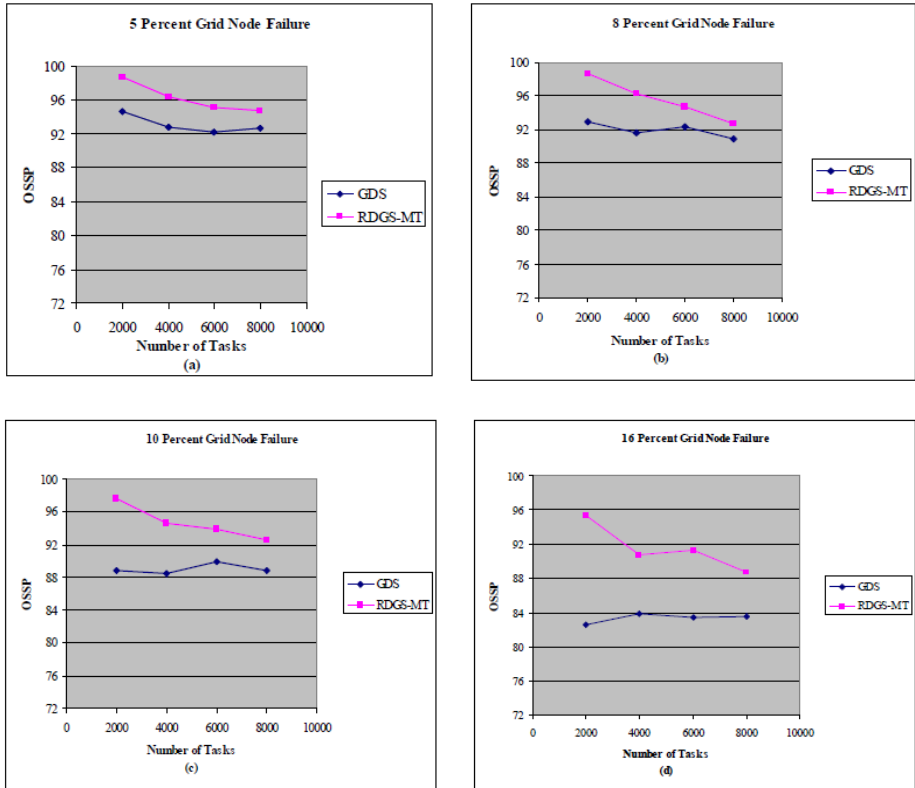 5 Percent Grid Node Failure
100
96
92
88
84
80
76
72
OSSP
0 2000 4000 6000 8000 10000
Number of Tasks
(a)
GDS
RDGS-MT
8 Percent Grid Node Failure
100
96
92
88
84
80
76
72
OSSP
0 2000 4000 6000 8000 10000
Number of Tasks
(b)
GDS
RDGS-MT
10 Percent Grid Node Failure
100
96
92
88
84
80
76
72
OSSP
0 2000 4000 6000 8000 10000
Number of Tasks
(c)
GDS
RDGS-MT
16 Percent Grid Node Failure
100
96
92
88
84
80
76
72
OSSP
0 2000 4000 6000 8000 10000
Number of Tasks
(d)
GDS
RDGS-MT